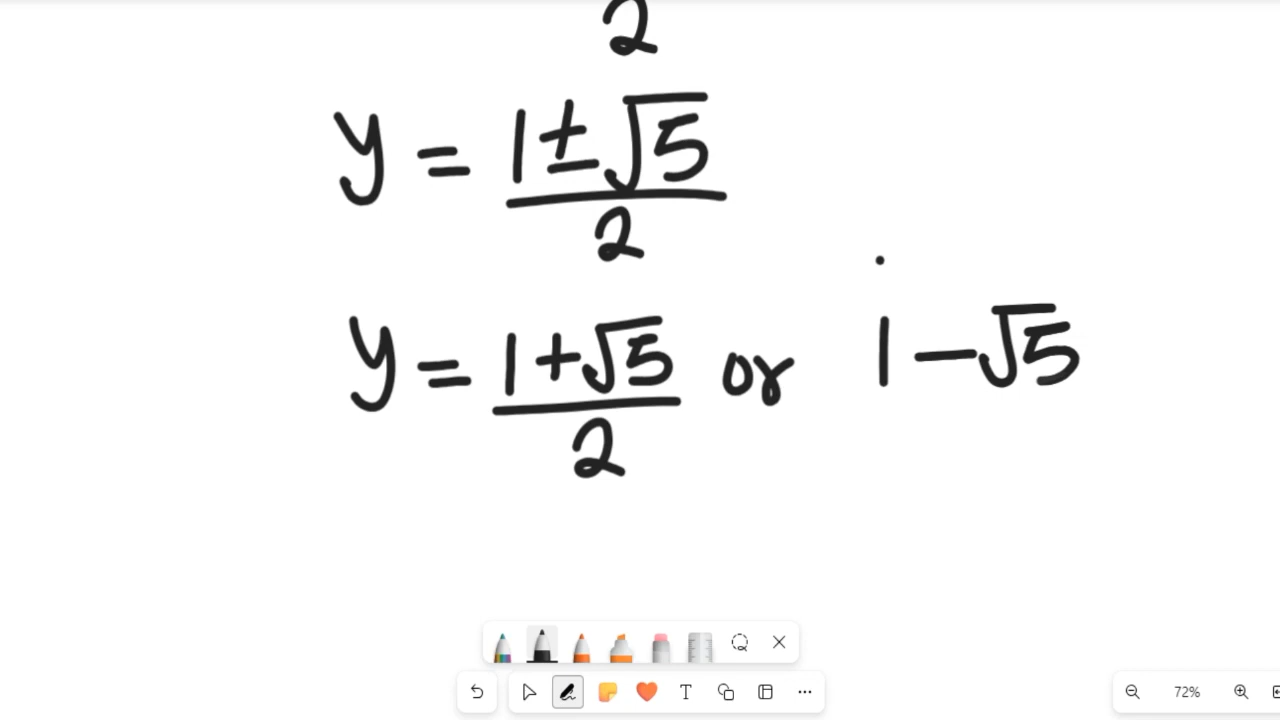 2
y = (1 ± √5)/2
y = (1 + √5)/2 or 1 - √5
T
72%